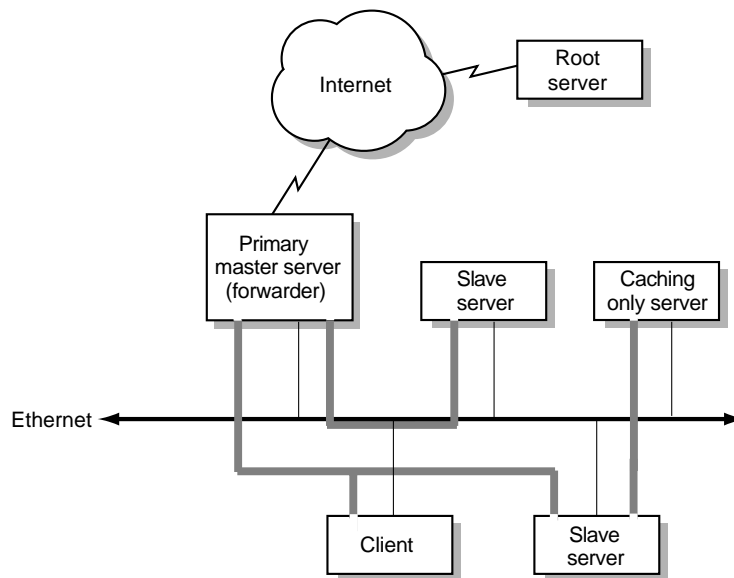 Internet
Root
server
Primary
master server
(forwarder)
Slave
server
Caching
only server
Ethernet
Client
Slave
server